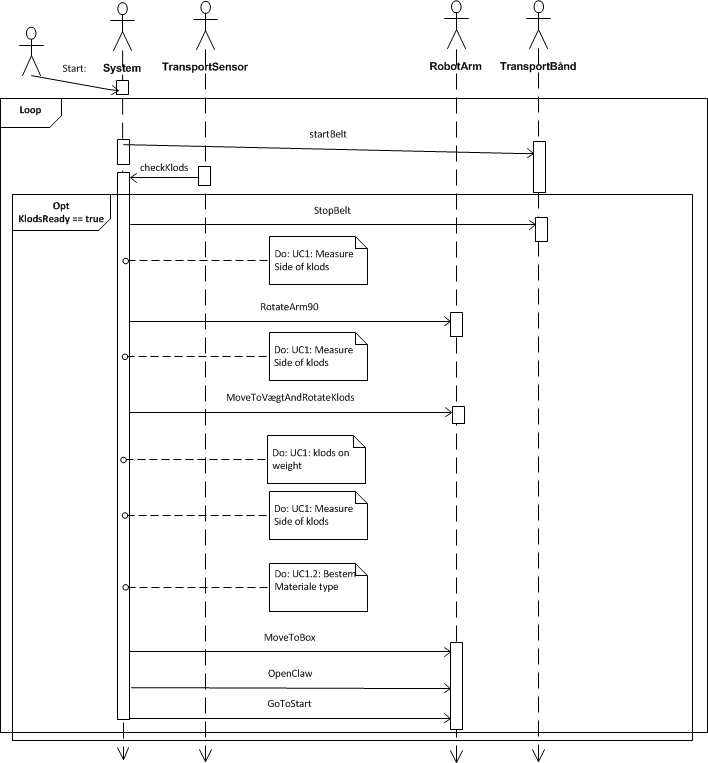 Start:
System
TransportSensor
RobotArm
TransportBånd
Loop
startBelt
checkKlods
Opt
KlodsReady == true
StopBelt
Do: UC1: Measure
Side of klods
RotateArm90
Do: UC1: Measure
Side of klods
MoveToVægtAndRotateKlods
Do: UC1: klods on
weight
Do: UC1: Measure
Side of klods
Do: UC1.2: Bestem
Materiale type
MoveToBox
OpenClaw
GoToStart